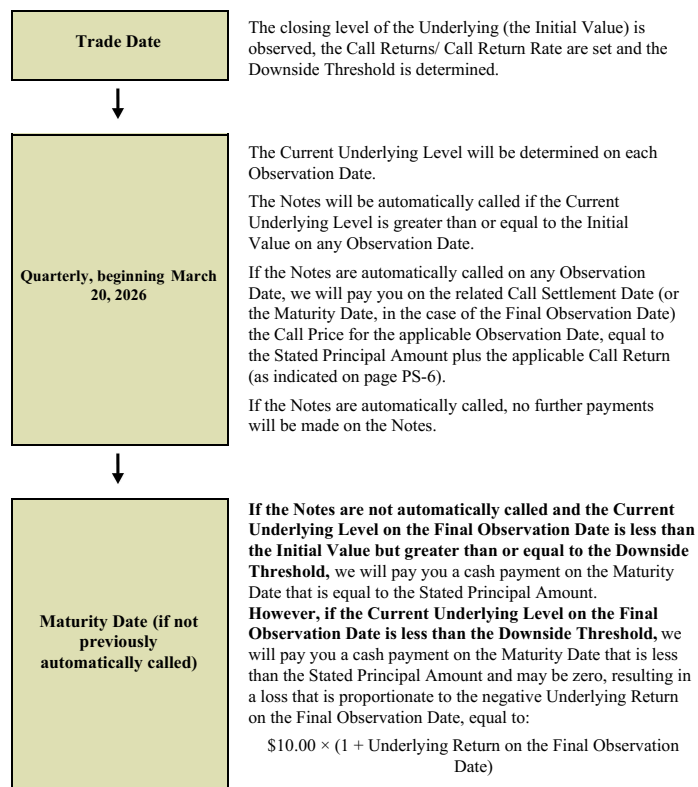 Trade Date
The closing level of the Underlying (the Initial Value) is
observed, the Call Returns/ Call Return Rate are set and the
Downside Threshold is determined.
Quarterly, beginning March
20, 2026
The Current Underlying Level will be determined on each
Observation Date.
The Notes will be automatically called if the Current
Underlying Level is greater than or equal to the Initial
Value on any Observation Date.
If the Notes are automatically called on any Observation
Date, we will pay you on the related Call Settlement Date (or
the Maturity Date, in the case of the Final Observation Date)
the Call Price for the applicable Observation Date, equal to
the Stated Principal Amount plus the applicable Call Return
(as indicated on page PS-6).
If the Notes are automatically called, no further payments
will be made on the Notes.
Maturity Date (if not
previously
automatically called)
If the Notes are not automatically called and the Current
Underlying Level on the Final Observation Date is less than
the Initial Value but greater than or equal to the Downside
Threshold, we will pay you a cash payment on the Maturity
Date that is equal to the Stated Principal Amount.
However, if the Current Underlying Level on the Final
Observation Date is less than the Downside Threshold, we
will pay you a cash payment on the Maturity Date that is less
than the Stated Principal Amount and may be zero, resulting in
a loss that is proportionate to the negative Underlying Return
on the Final Observation Date, equal to:
$10.00 × (1 + Underlying Return on the Final Observation
Date)